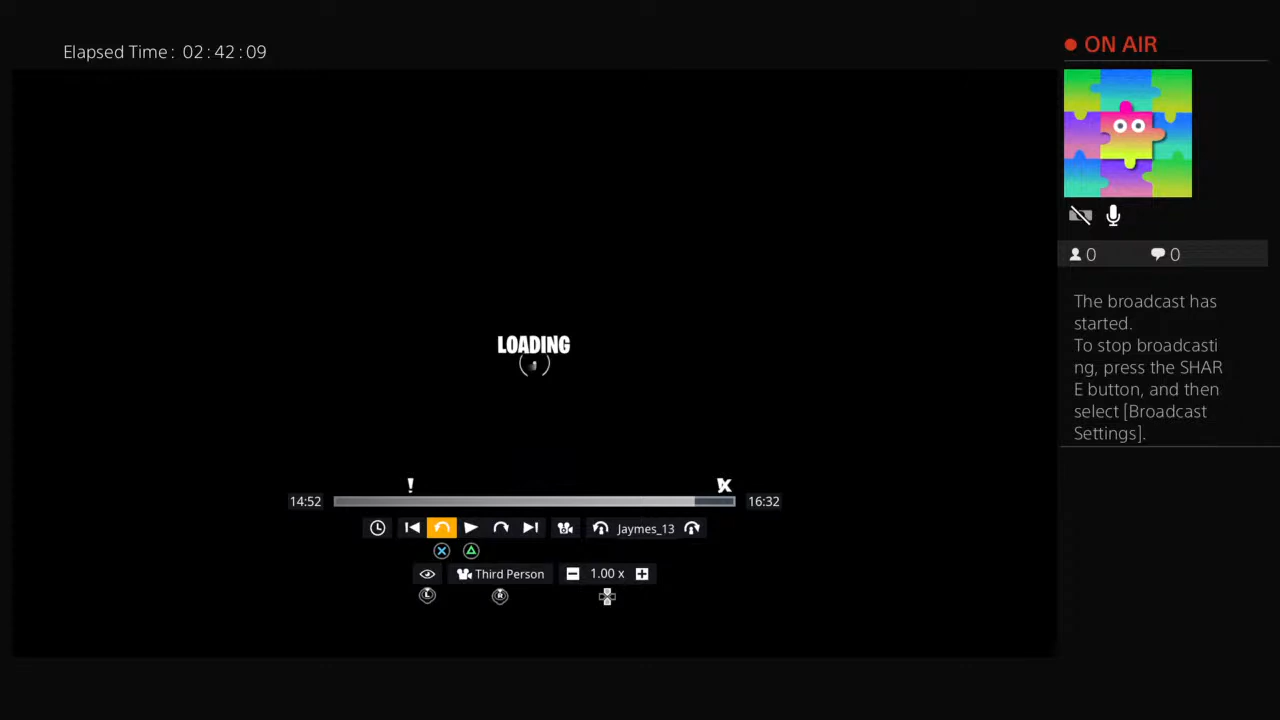 Elapsed Time: 02:42:09
ON AIR
0
0
The broadcast has
started.
To stop broadcasti
ng, press the SHAR
E button, and then
select [Broadcast
Settings].
LOADING
!
14:52
16:32
Jaymes_13
Third Person
1.00 x
L
R